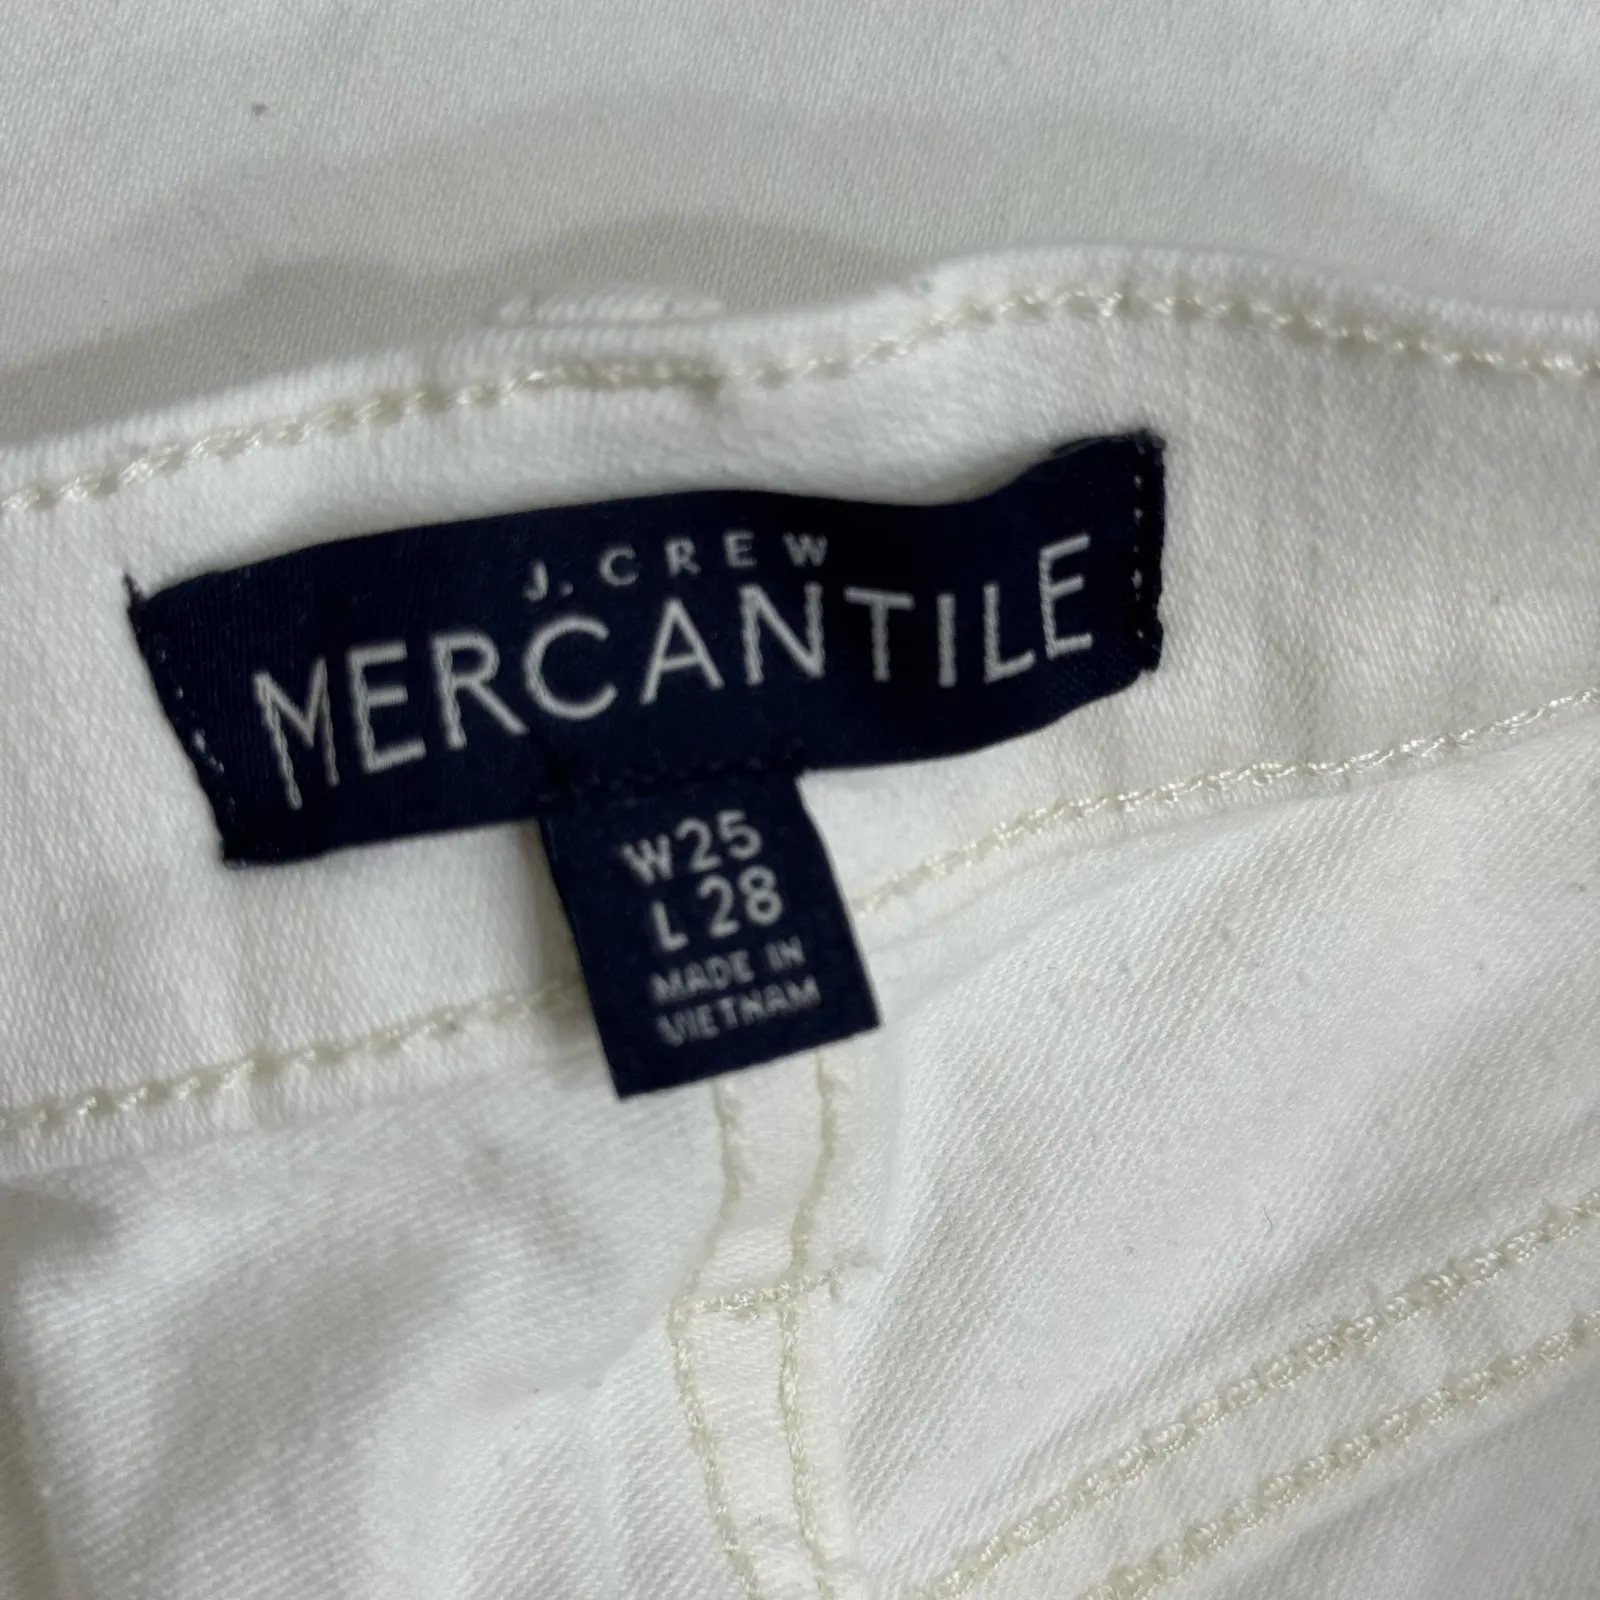 J. CREW
MERCANTILE
W25
L 28
MADE IN
VIETNAM